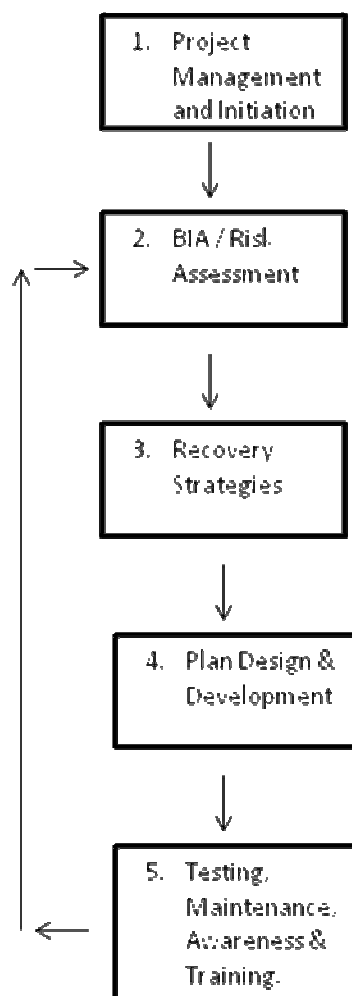 1. Project
Management
and Initiation
2. BIA / Risk
Assessment
3. Recovery
Strategies
4. Plan Design &
Development
5. Testing,
Maintenance,
Awareness &
Training.